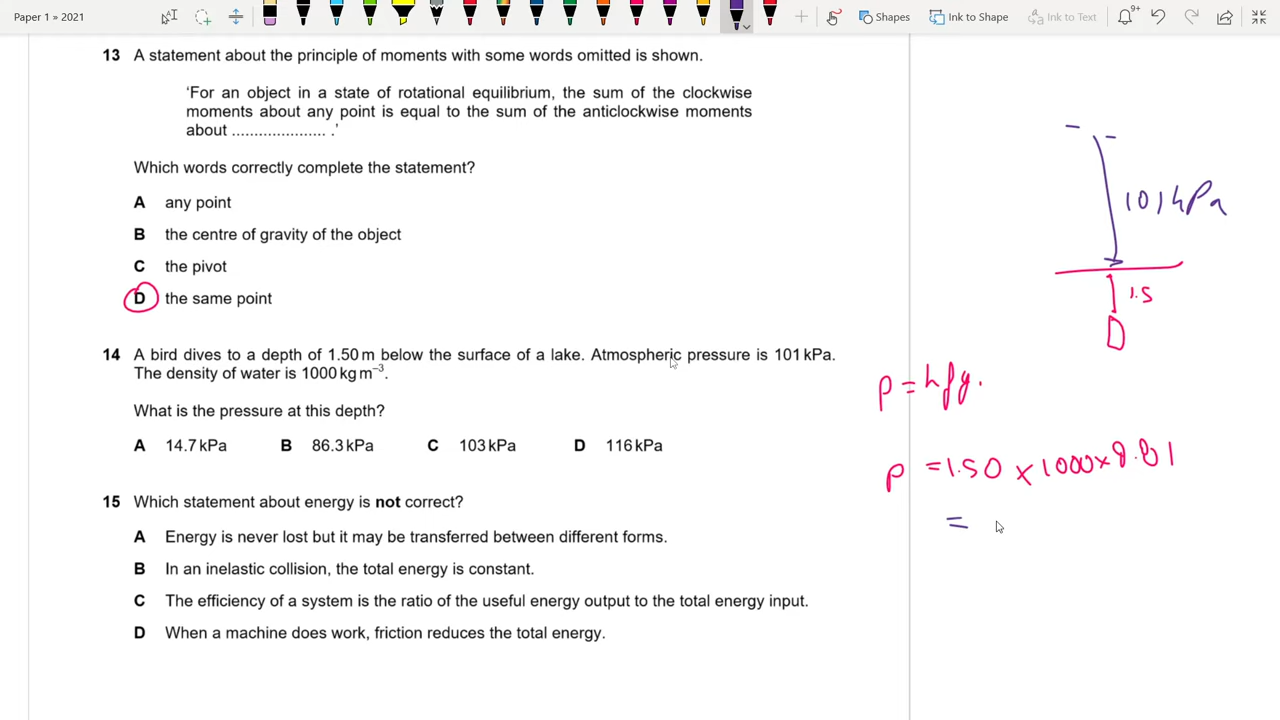 Paper 1 » 2021
Shapes
Ink to Shape
Ink to Text
9+
13 A statement about the principle of moments with some words omitted is shown.
‘For an object in a state of rotational equilibrium, the sum of the clockwise
moments about any point is equal to the sum of the anticlockwise moments
about ..................... .’
Which words correctly complete the statement?
A any point
B the centre of gravity of the object
C the pivot
D the same point
101 kPa
1.5
D
14 A bird dives to a depth of 1.50 m below the surface of a lake. Atmospheric pressure is 101 kPa.
The density of water is 1000 kg m⁻³.
What is the pressure at this depth?
A 14.7 kPa B 86.3 kPa C 103 kPa D 116 kPa
P = hρg.
P = 1.50 × 1000 × 9.81
=
15 Which statement about energy is not correct?
A Energy is never lost but it may be transferred between different forms.
B In an inelastic collision, the total energy is constant.
C The efficiency of a system is the ratio of the useful energy output to the total energy input.
D When a machine does work, friction reduces the total energy.